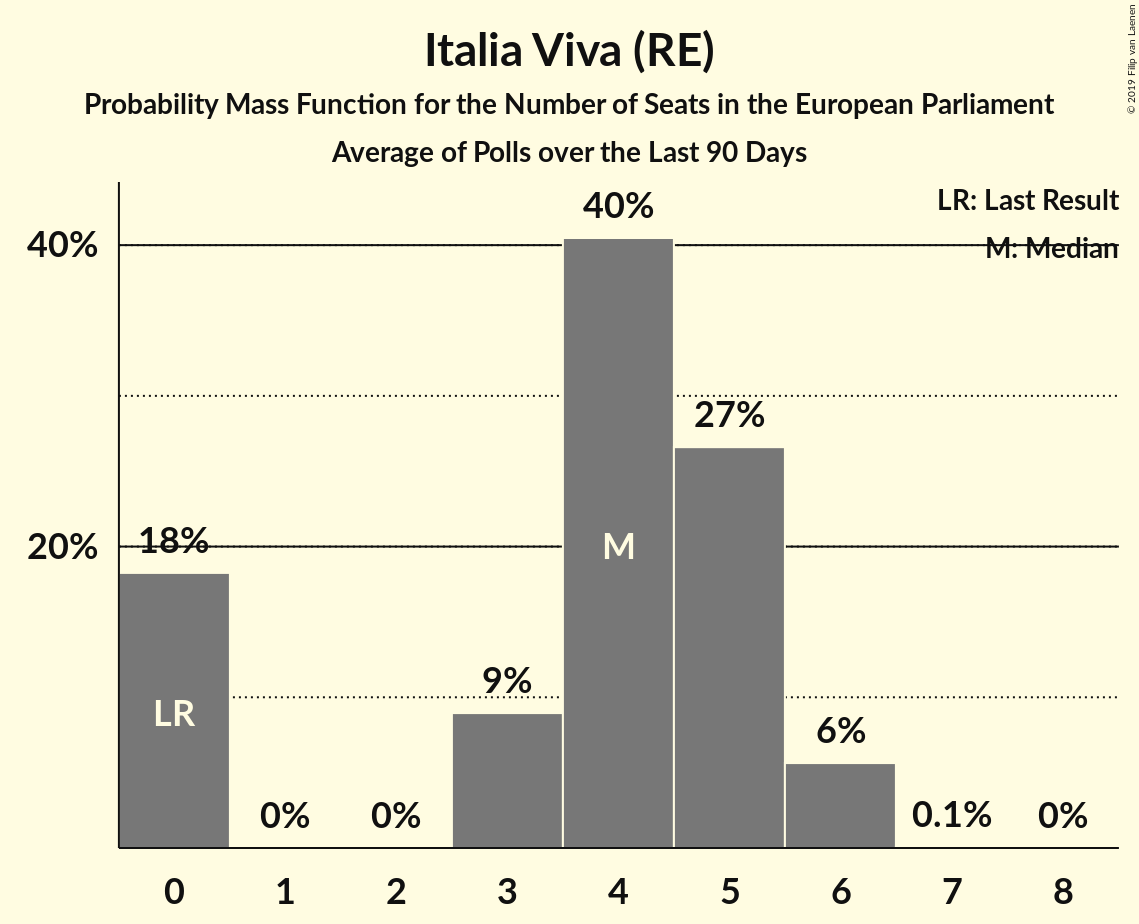 Italia Viva (RE)
Probability Mass Function for the Number of Seats in the European Parliament
Average of Polls over the Last 90 Days
© 2019 Filip van Laenen
LR: Last Result
M: Median
40%
20%
18%
0%
0%
9%
40%
27%
6%
0.1%
0%
LR
M
0 1 2 3 4 5 6 7 8